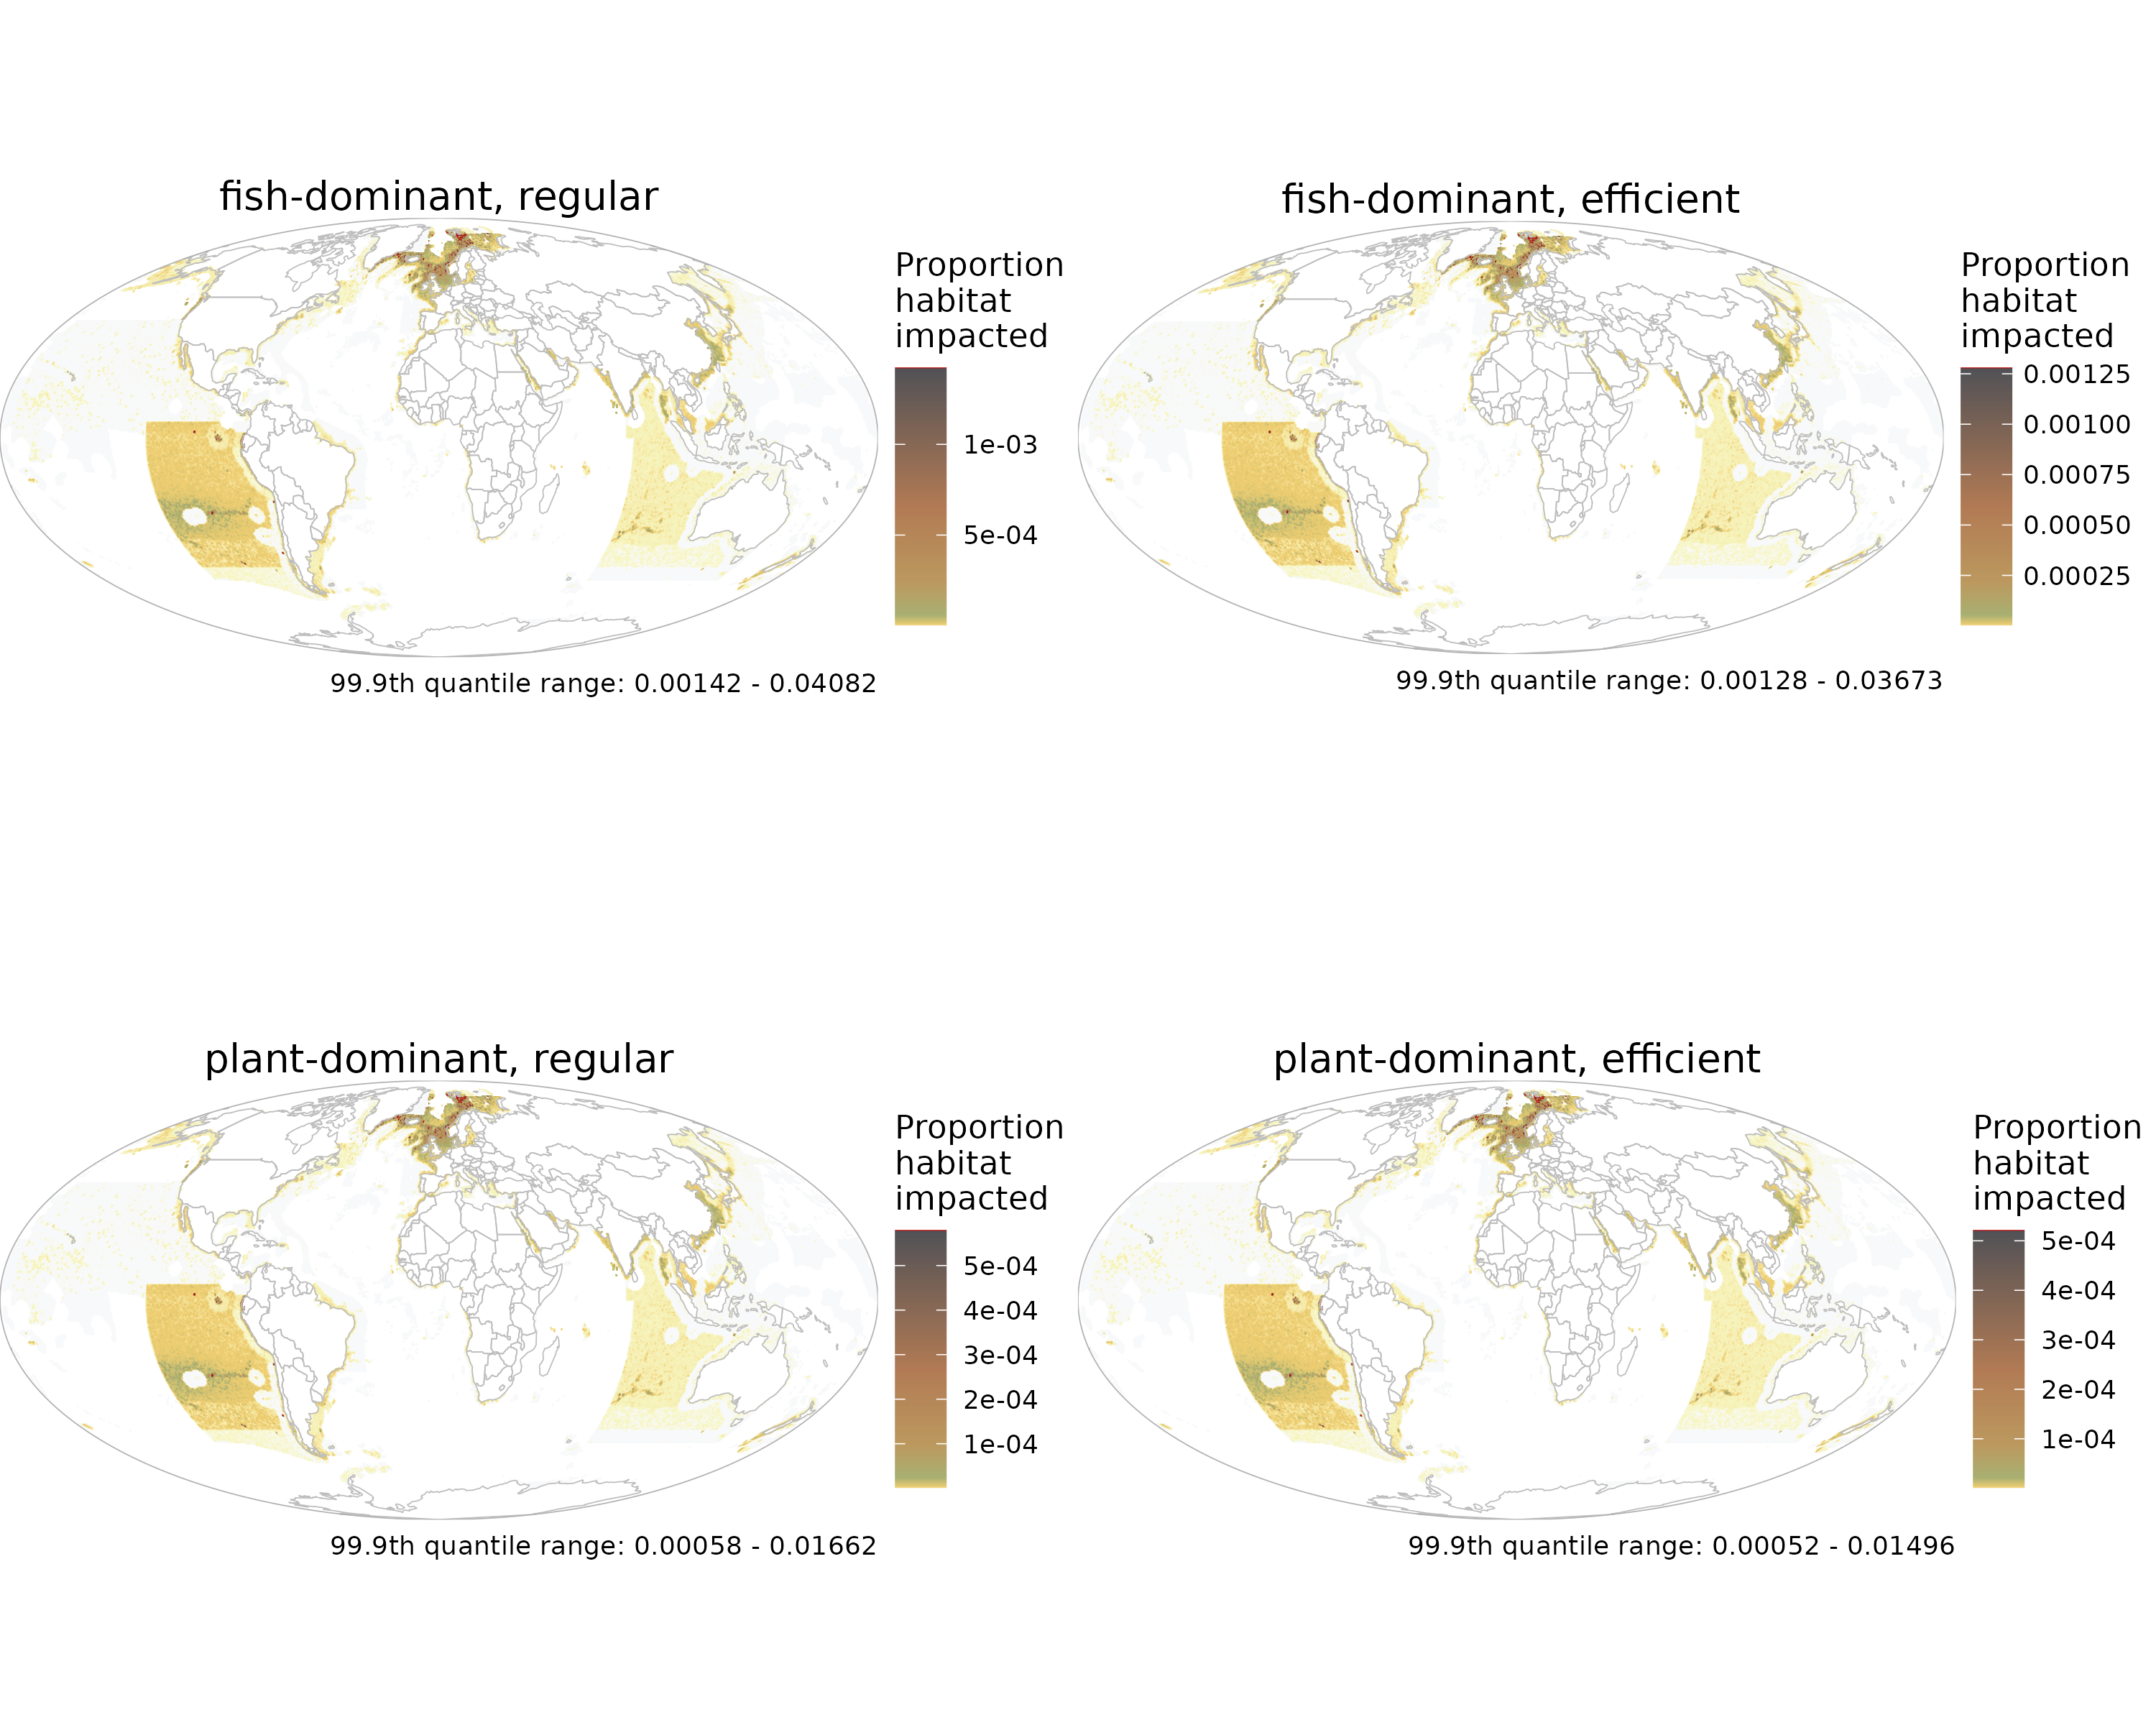 fish-dominant, regular
Proportion
habitat
impacted
1e-03
5e-04
99.9th quantile range: 0.00142 - 0.04082
fish-dominant, efficient
Proportion
habitat
impacted
0.00125
0.00100
0.00075
0.00050
0.00025
99.9th quantile range: 0.00128 - 0.03673
plant-dominant, regular
Proportion
habitat
impacted
5e-04
4e-04
3e-04
2e-04
1e-04
99.9th quantile range: 0.00058 - 0.01662
plant-dominant, efficient
Proportion
habitat
impacted
5e-04
4e-04
3e-04
2e-04
1e-04
99.9th quantile range: 0.00052 - 0.01496